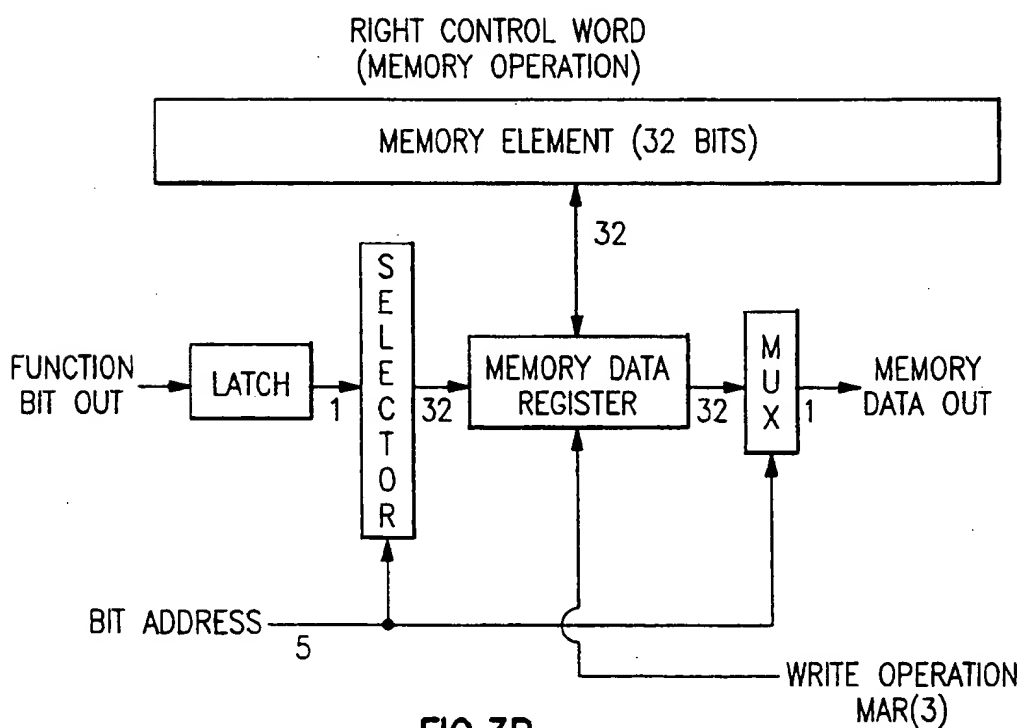 RIGHT CONTROL WORD
(MEMORY OPERATION)
MEMORY ELEMENT (32 BITS)
32
SELECTOR
FUNCTION
BIT OUT
LATCH
1
32
MEMORY DATA
REGISTER
32
MUX
1
MEMORY
DATA OUT
BIT ADDRESS
5
WRITE OPERATION
MAR(3)